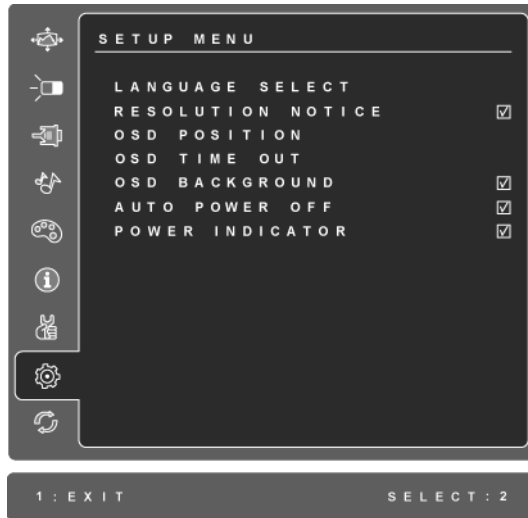 SETUP MENU
LANGUAGE SELECT
RESOLUTION NOTICE
OSD POSITION
OSD TIME OUT
OSD BACKGROUND
AUTO POWER OFF
POWER INDICATOR
1:EXIT SELECT:2